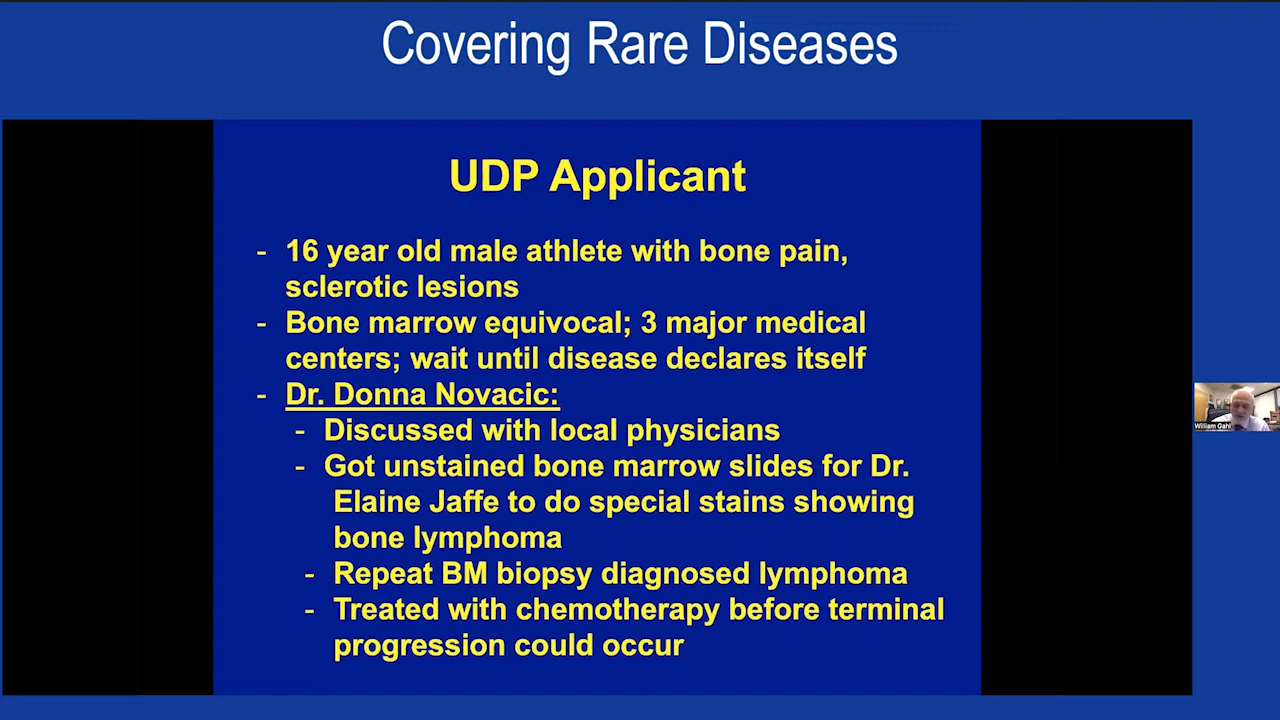 Covering Rare Diseases
UDP Applicant
- 16 year old male athlete with bone pain,
sclerotic lesions
- Bone marrow equivocal; 3 major medical
centers; wait until disease declares itself
- Dr. Donna Novacic:
- Discussed with local physicians
- Got unstained bone marrow slides for Dr.
Elaine Jaffe to do special stains showing
bone lymphoma
- Repeat BM biopsy diagnosed lymphoma
- Treated with chemotherapy before terminal
progression could occur
William Gahl